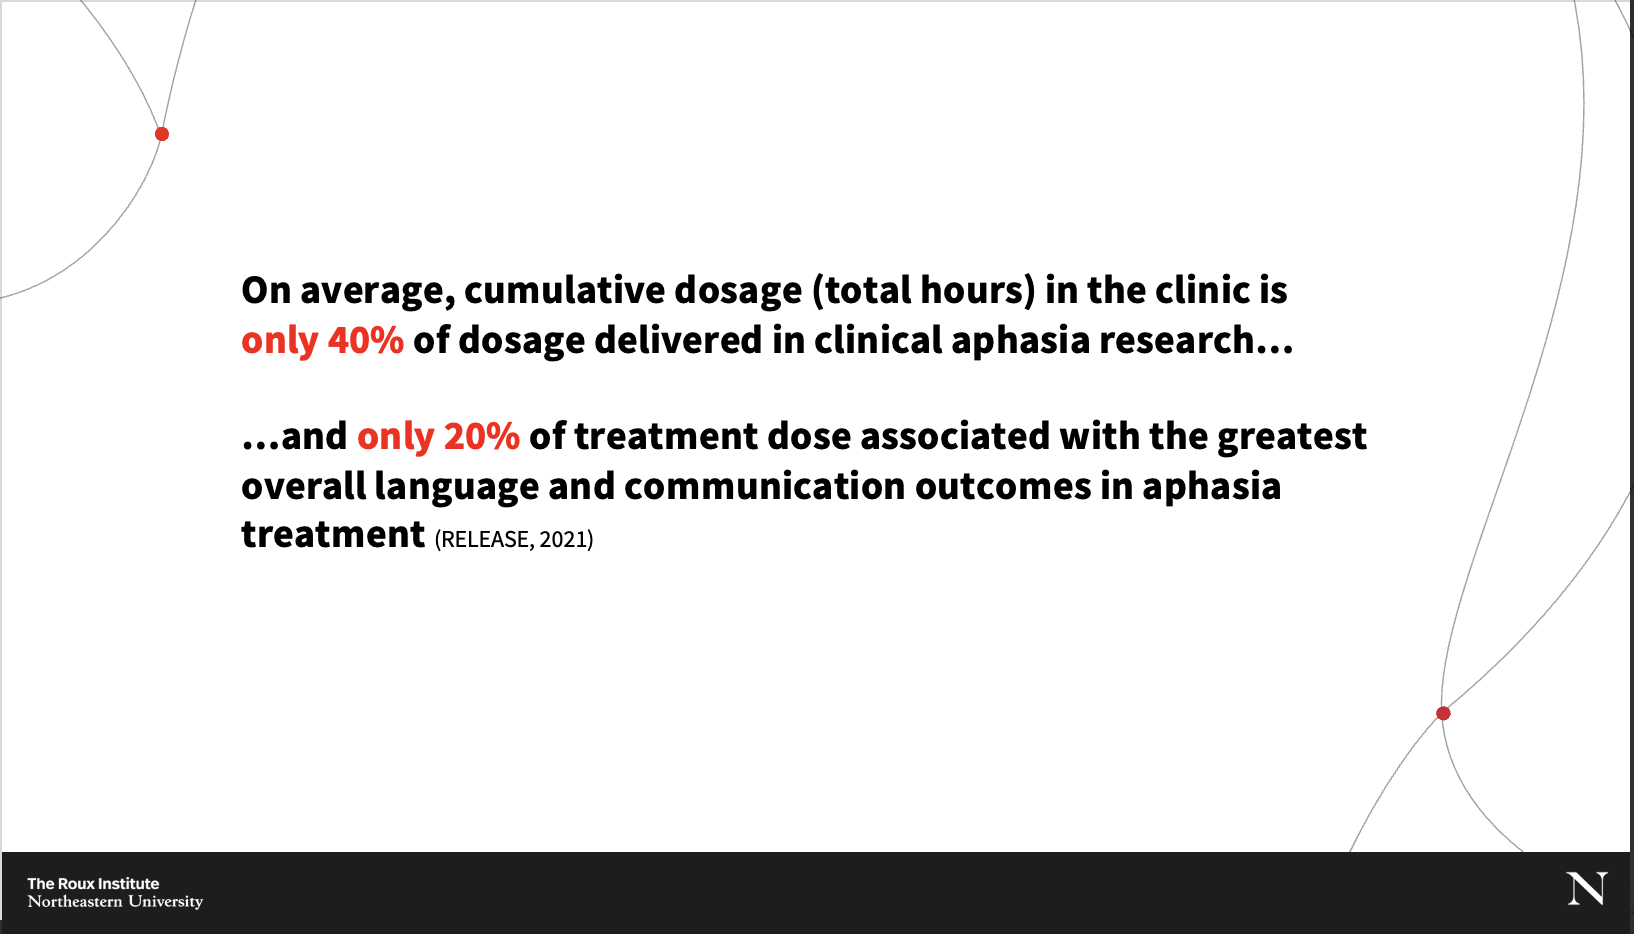 On average, cumulative dosage (total hours) in the clinic is
only 40% of dosage delivered in clinical aphasia research...
...and only 20% of treatment dose associated with the greatest
overall language and communication outcomes in aphasia
treatment (RELEASE, 2021)
The Roux Institute
Northeastern University
N